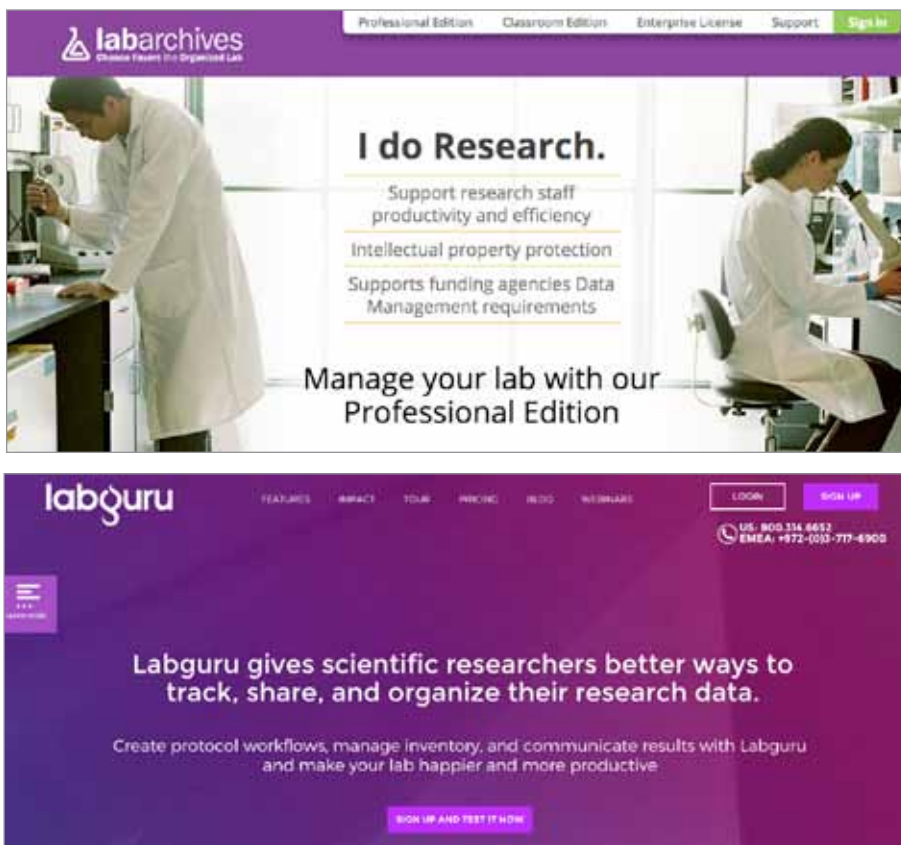 Professional Edition Classroom Edition Enterprise License Support Sign in
labarchives
Choose Favors the Organized Lab
I do Research.
Support research staff
productivity and efficiency
Intellectual property protection
Supports funding agencies Data
Management requirements
Manage your lab with our
Professional Edition
labguru
FEATURES IMPACT TOUR PRICING BLOG WEBINARS LOGIN SIGN UP
US: 800.314.6652
EMEA: +972-(0)3-717-6900
Labguru gives scientific researchers better ways to
track, share, and organize their research data.
Create protocol workflows, manage inventory, and communicate results with Labguru
and make your lab happier and more productive
SIGN UP AND TEST IT NOW